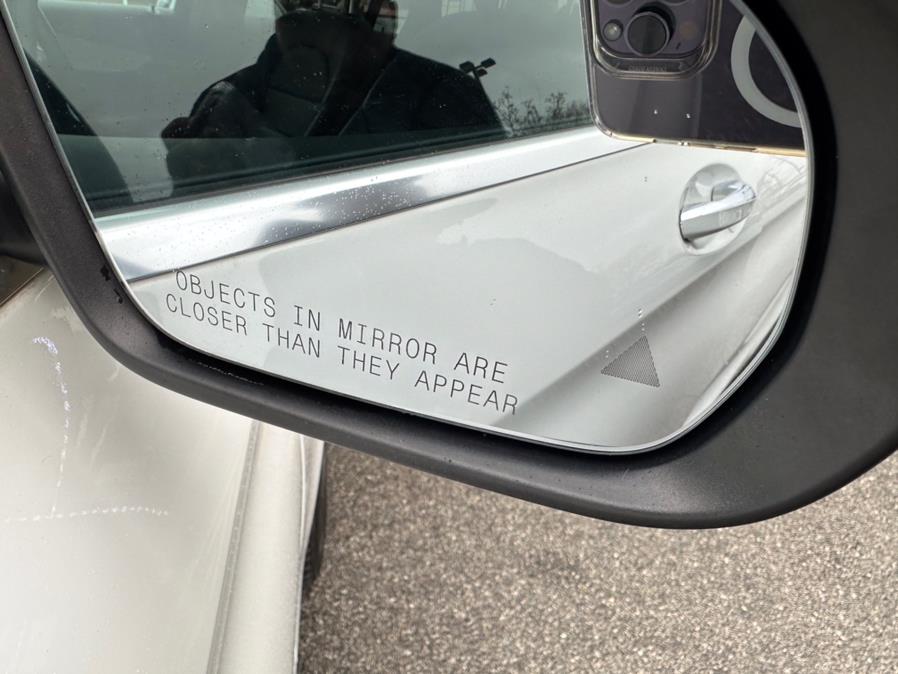 OBJECTS IN MIRROR ARE
CLOSER THAN THEY APPEAR